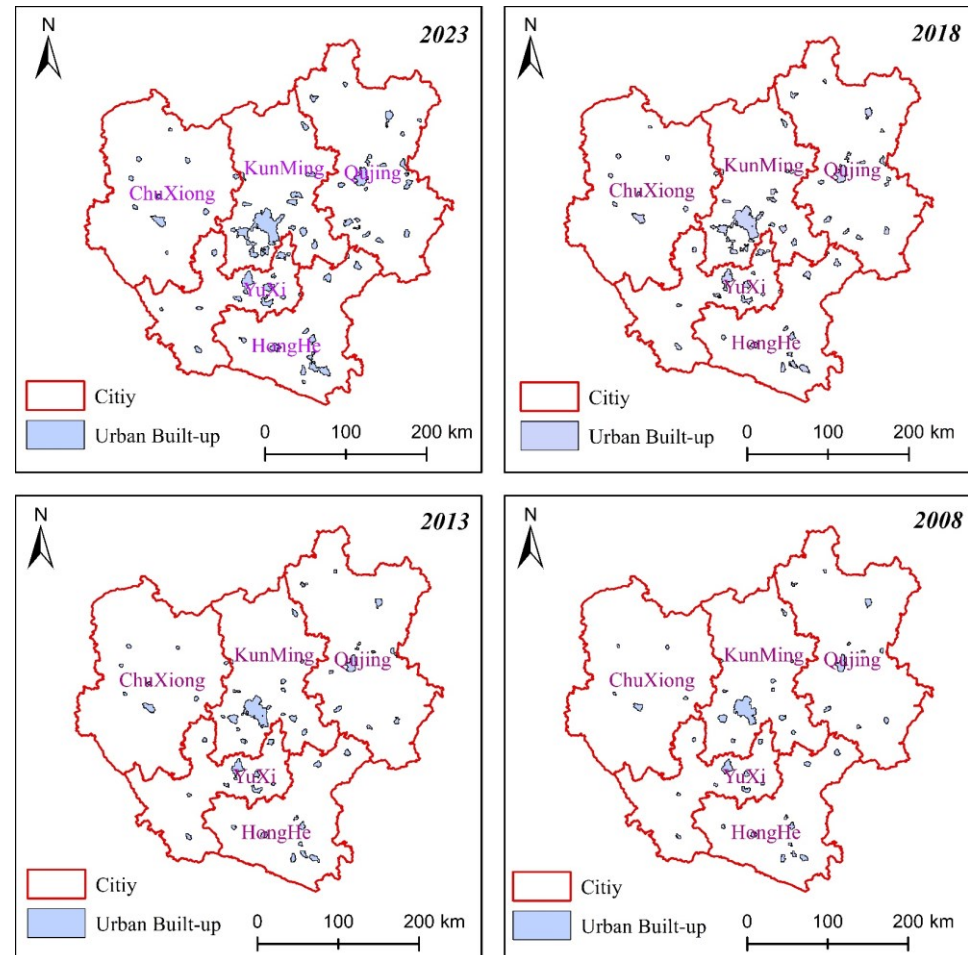 N
2023
KunMing
Qujing
ChuXiong
YuXi
HongHe
Citiy
Urban Built-up
0 100 200 km
N
2018
KunMing
Qujing
ChuXiong
YuXi
HongHe
Citiy
Urban Built-up
0 100 200 km
N
2013
KunMing
Qujing
ChuXiong
YuXi
HongHe
Citiy
Urban Built-up
0 100 200 km
N
2008
KunMing
Qujing
ChuXiong
YuXi
HongHe
Citiy
Urban Built-up
0 100 200 km